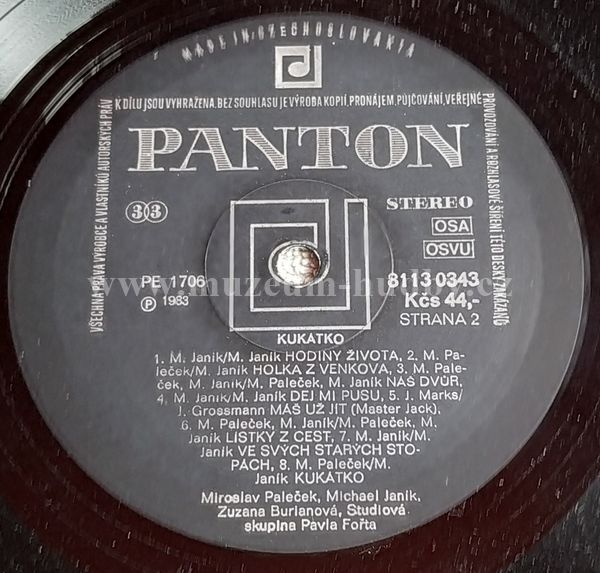 MADE IN CZECHOSLOVAKIA
VŠECHNA PRÁVA VÝROBCE A VLASTNÍKŮ AUTORSKÝCH PRÁV
K DÍLU JSOU VYHRAŽENA. BEZ SOUHLASU JE VÝROBA KOPIÍ, PRONÁJEM, PŮJČOVÁNÍ, VEŘEJNÉ
PROVOZOVÁNÍ A ROZHLASOVÉ ŠÍŘENÍ TÉTO DESKY ZAKÁZÁNO
PANTON
33
STEREO
OSA
OSVU
www.muzeum-hudby.cz
PE 1706
℗ 1983
8113 0343
Kčs 44,-
STRANA 2
KUKÁTKO
1. M. Janík/M. Janík HODINY ŽIVOTA, 2. M. Pa-
leček/M. Janík HOLKA Z VENKOVA, 3. M. Pale-
ček, M. Janík/M. Paleček, M. Janík NÁŠ DVŮR,
4. M. Janík/M. Janík DEJ MI PUSU, 5. J. Marks/
J. Grossmann MÁŠ UŽ JÍT (Master Jack),
6. M. Paleček, M. Janík/M. Paleček, M.
Janík LÍSTKY Z CEST, 7. M. Janík/M.
Janík VE SVÝCH STARÝCH STO-
PÁCH, 8. M. Paleček/M.
Janík KUKÁTKO
Miroslav Paleček, Michael Janík,
Zuzana Burianová, Studiová
skupina Pavla Fořta